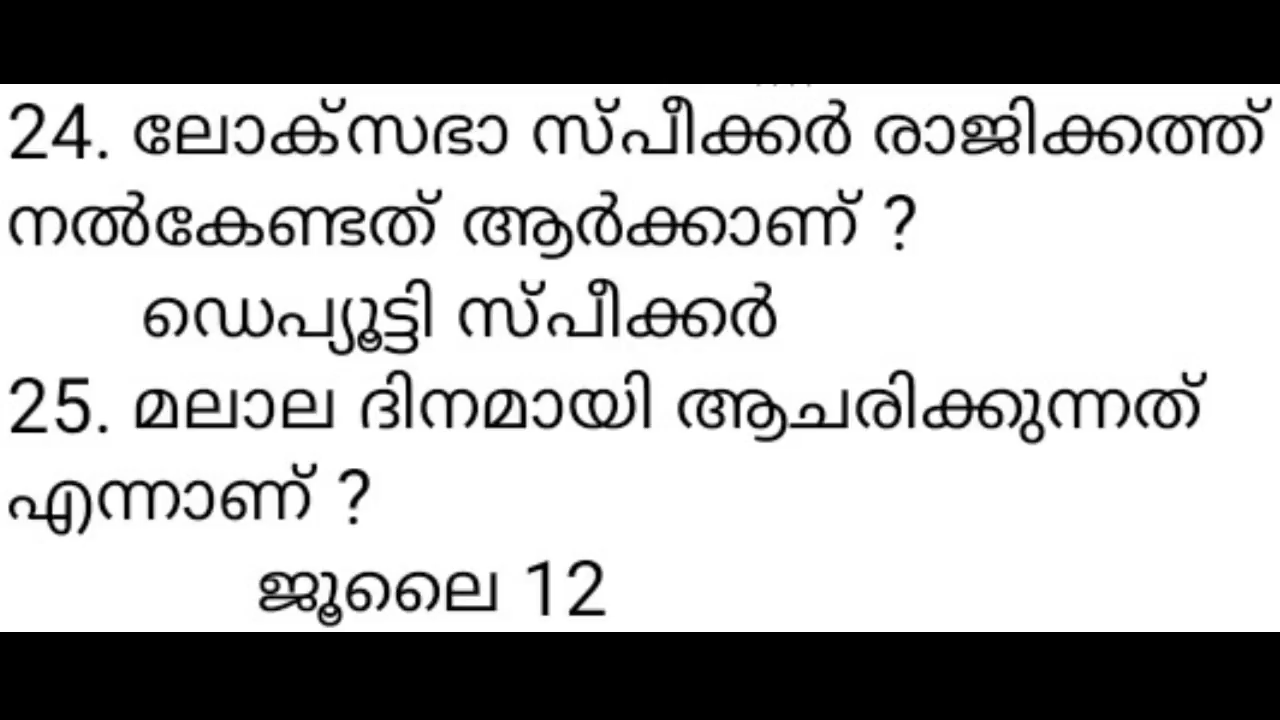 24. ലോക്സഭാ സ്പീക്കർ രാജിക്കത്ത്
നൽകേണ്ടത് ആർക്കാണ് ?
ഡെപ്യൂട്ടി സ്പീക്കർ
25. മലാല ദിനമായി ആചരിക്കുന്നത്
എന്നാണ് ?
ജൂലൈ 12